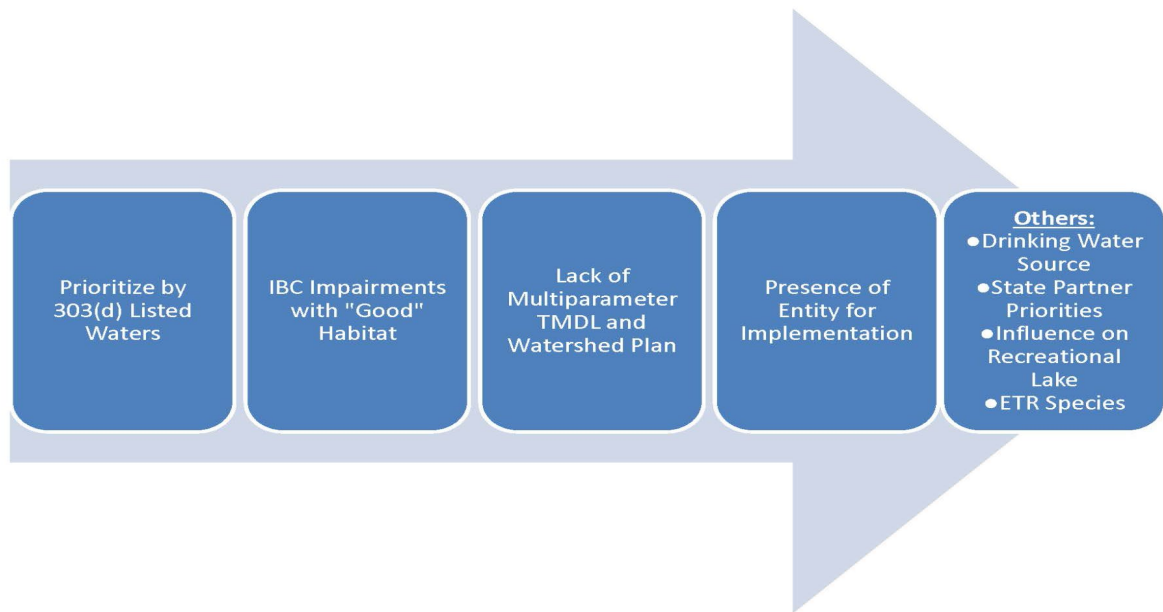 Prioritize by
303(d) Listed
Waters
IBC Impairments
with "Good"
Habitat
Lack of
Multiparameter
TMDL and
Watershed Plan
Presence of
Entity for
Implementation
Others:
●Drinking Water
Source
●State Partner
Priorities
●Influence on
Recreational
Lake
●ETR Species